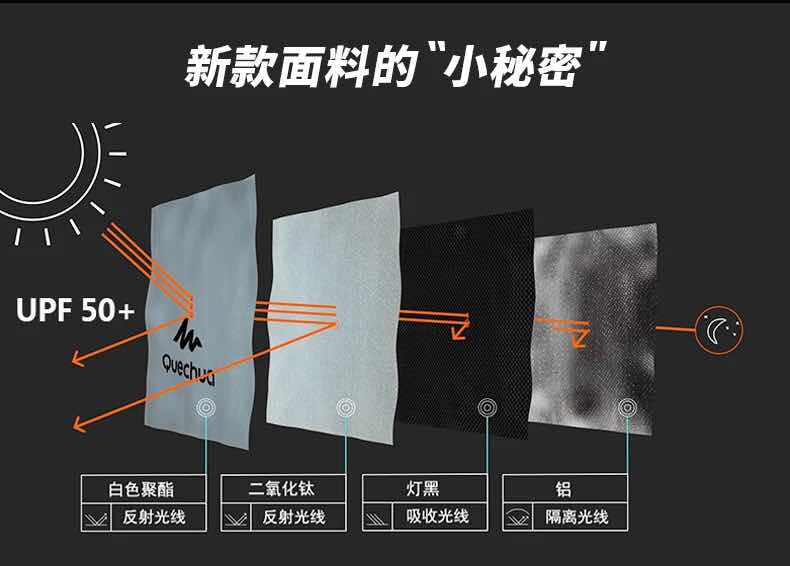 新款面料的“小秘密”
UPF 50+
Quechua
白色聚酯
反射光线
二氧化钛
反射光线
灯黑
吸收光线
铝
隔离光线